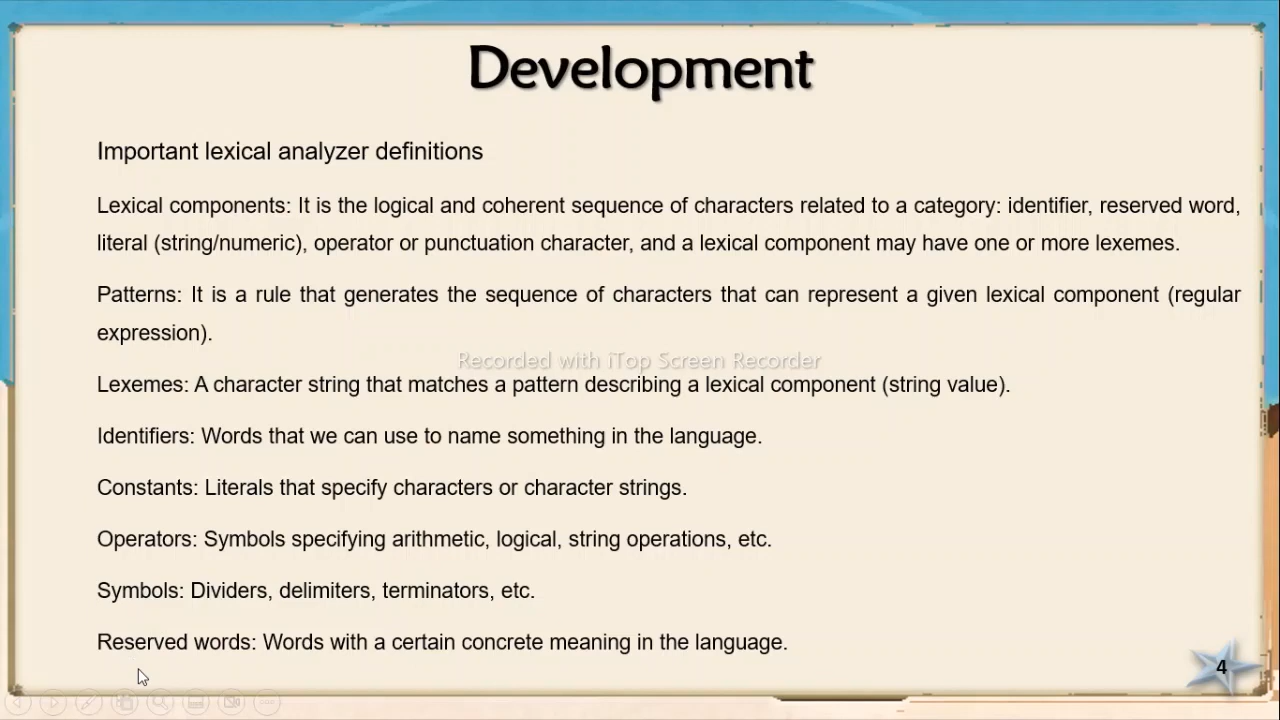 Development
Important lexical analyzer definitions
Lexical components: It is the logical and coherent sequence of characters related to a category: identifier, reserved word,
literal (string/numeric), operator or punctuation character, and a lexical component may have one or more lexemes.
Patterns: It is a rule that generates the sequence of characters that can represent a given lexical component (regular
expression).
Recorded with iTop Screen Recorder
Lexemes: A character string that matches a pattern describing a lexical component (string value).
Identifiers: Words that we can use to name something in the language.
Constants: Literals that specify characters or character strings.
Operators: Symbols specifying arithmetic, logical, string operations, etc.
Symbols: Dividers, delimiters, terminators, etc.
Reserved words: Words with a certain concrete meaning in the language.
4